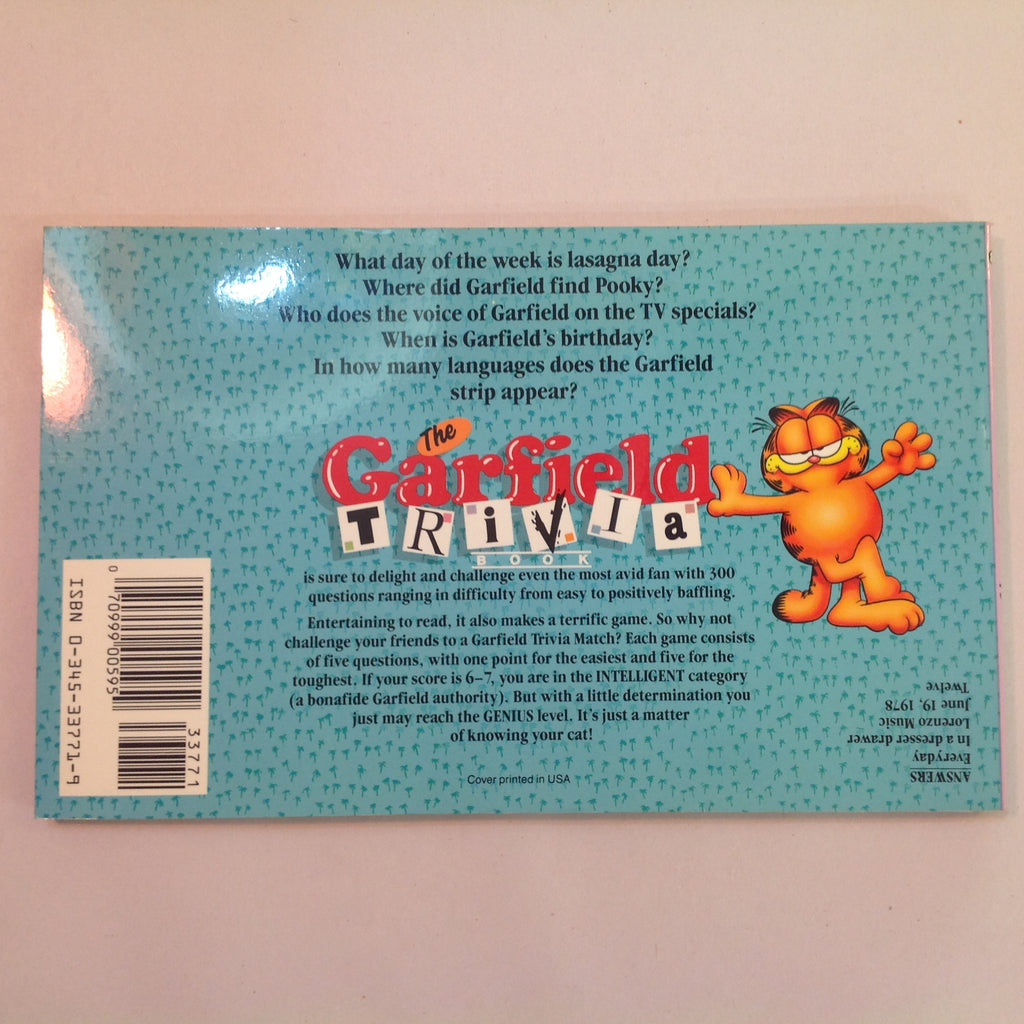 What day of the week is lasagna day?
Where did Garfield find Pooky?
Who does the voice of Garfield on the TV specials?
When is Garfield's birthday?
In how many languages does the Garfield
strip appear?
The
Garfield
TRIVIa
BOOK
is sure to delight and challenge even the most avid fan with 300
questions ranging in difficulty from easy to positively baffling.
Entertaining to read, it also makes a terrific game. So why not
challenge your friends to a Garfield Trivia Match? Each game consists
of five questions, with one point for the easiest and five for the
toughest. If your score is 6–7, you are in the INTELLIGENT category
(a bonafide Garfield authority). But with a little determination you
just may reach the GENIUS level. It's just a matter
of knowing your cat!
Cover printed in USA
ANSWERS
Everyday
In a dresser drawer
Lorenzo Music
June 19, 1978
Twelve
0
70999 00595
33771
ISBN 0-345-33771-9